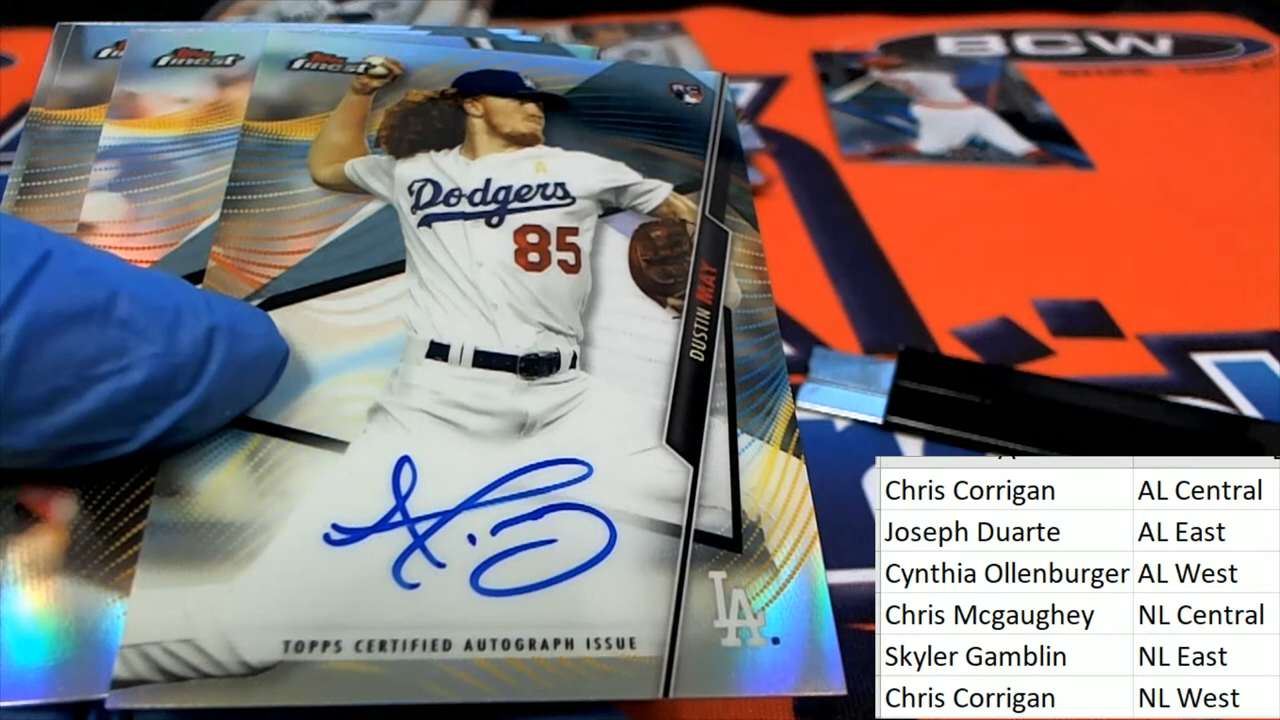 BCW
Topps finest
Topps finest
RC
Dodgers
85
DUSTIN MAY
TOPPS CERTIFIED AUTOGRAPH ISSUE
LA
Chris Corrigan AL Central
Joseph Duarte AL East
Cynthia Ollenburger AL West
Chris Mcgaughey NL Central
Skyler Gamblin NL East
Chris Corrigan NL West